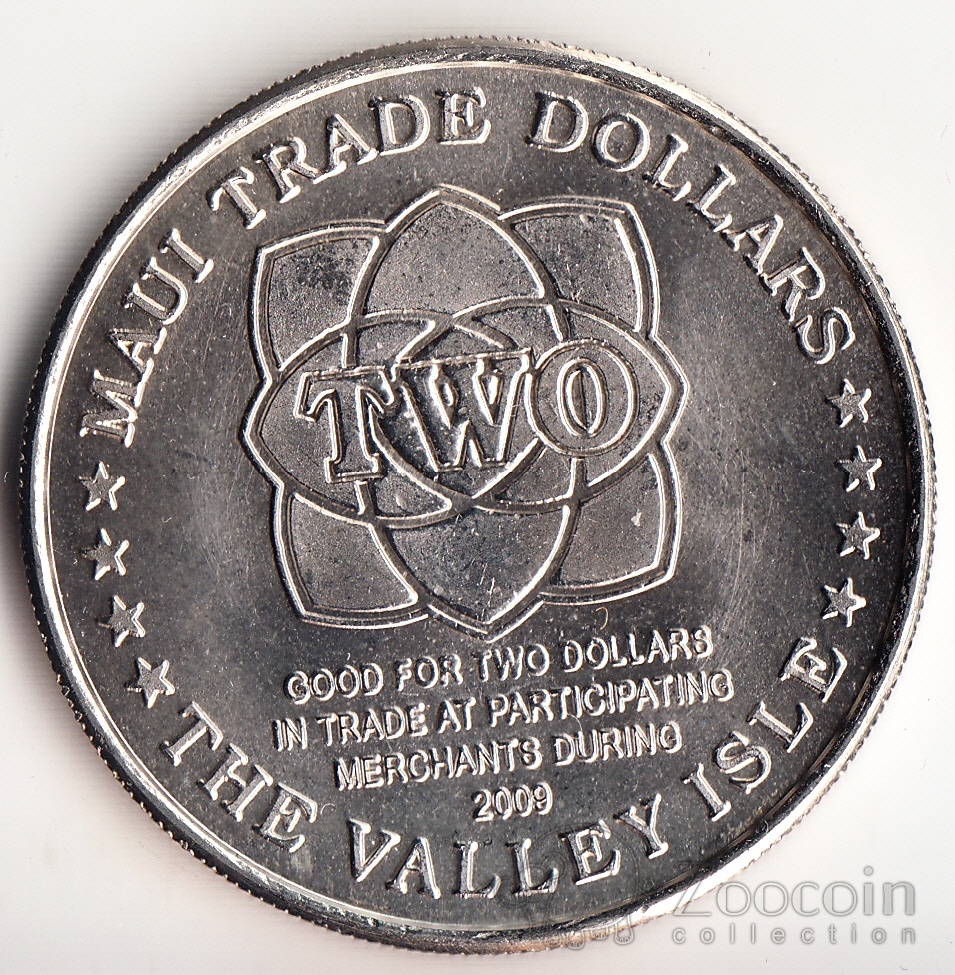 MAUI TRADE DOLLARS
TWO
GOOD FOR TWO DOLLARS
IN TRADE AT PARTICIPATING
MERCHANTS DURING
2009
THE VALLEY ISLE
Zoocoin
collection